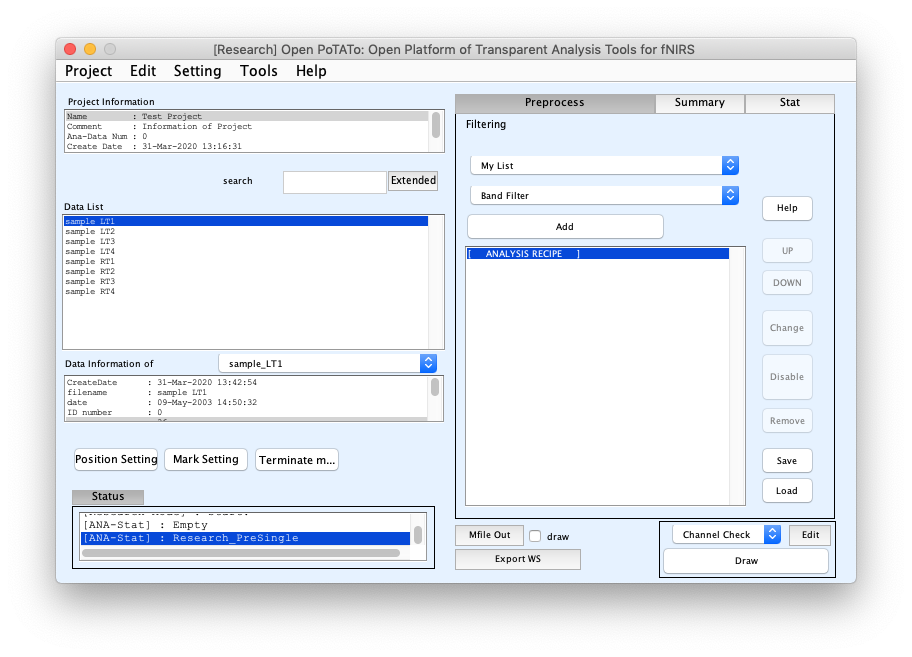 [Research] Open PoTATo: Open Platform of Transparent Analysis Tools for fNIRS
Project Edit Setting Tools Help
Project Information
Name : Test Project
Comment : Information of Project
Ana-Data Num : 0
Create Date : 31-Mar-2020 13:16:31
search Extended
Data List
sample LT1
sample LT2
sample LT3
sample LT4
sample RT1
sample RT2
sample RT3
sample RT4
Data Information of sample_LT1
CreateDate : 31-Mar-2020 13:42:54
filename : sample LT1
date : 09-May-2003 14:50:32
ID number : 0
Position Setting Mark Setting Terminate m...
Status
[ANA-Stat] : Empty
[ANA-Stat] : Research_PreSingle
Preprocess Summary Stat
Filtering
My List
Band Filter
Add
[ ANALYSIS RECIPE ]
Help
UP
DOWN
Change
Disable
Remove
Save
Load
Mfile Out draw
Export WS
Channel Check Edit
Draw